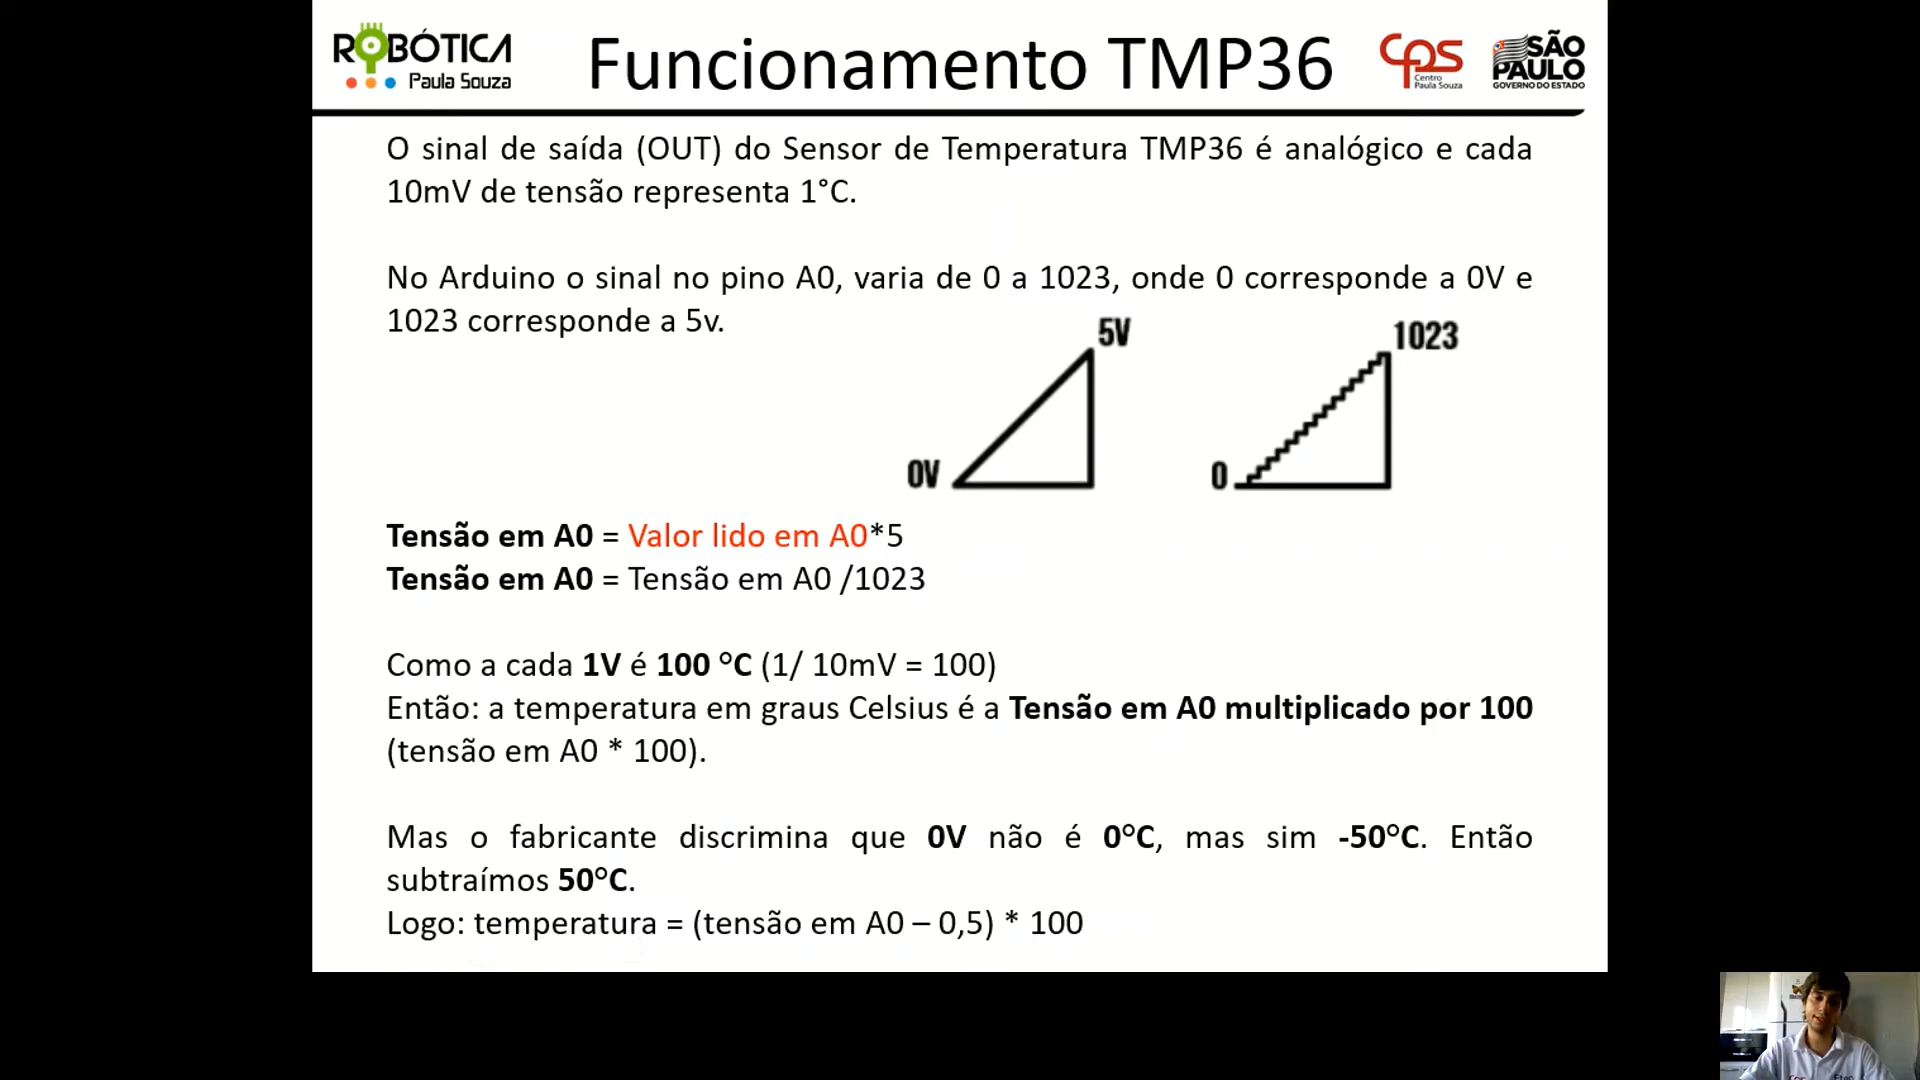 ROBÓTICA
Paula Souza
Funcionamento TMP36
CPS
Centro
Paula Souza
SÃO
PAULO
GOVERNO DO ESTADO
O sinal de saída (OUT) do Sensor de Temperatura TMP36 é analógico e cada
10mV de tensão representa 1°C.
No Arduino o sinal no pino A0, varia de 0 a 1023, onde 0 corresponde a 0V e
1023 corresponde a 5v.
5V
1023
0V
0
Tensão em A0 = Valor lido em A0*5
Tensão em A0 = Tensão em A0 /1023
Como a cada 1V é 100 °C (1/ 10mV = 100)
Então: a temperatura em graus Celsius é a Tensão em A0 multiplicado por 100
(tensão em A0 * 100).
Mas o fabricante discrimina que 0V não é 0°C, mas sim -50°C. Então
subtraímos 50°C.
Logo: temperatura = (tensão em A0 – 0,5) * 100